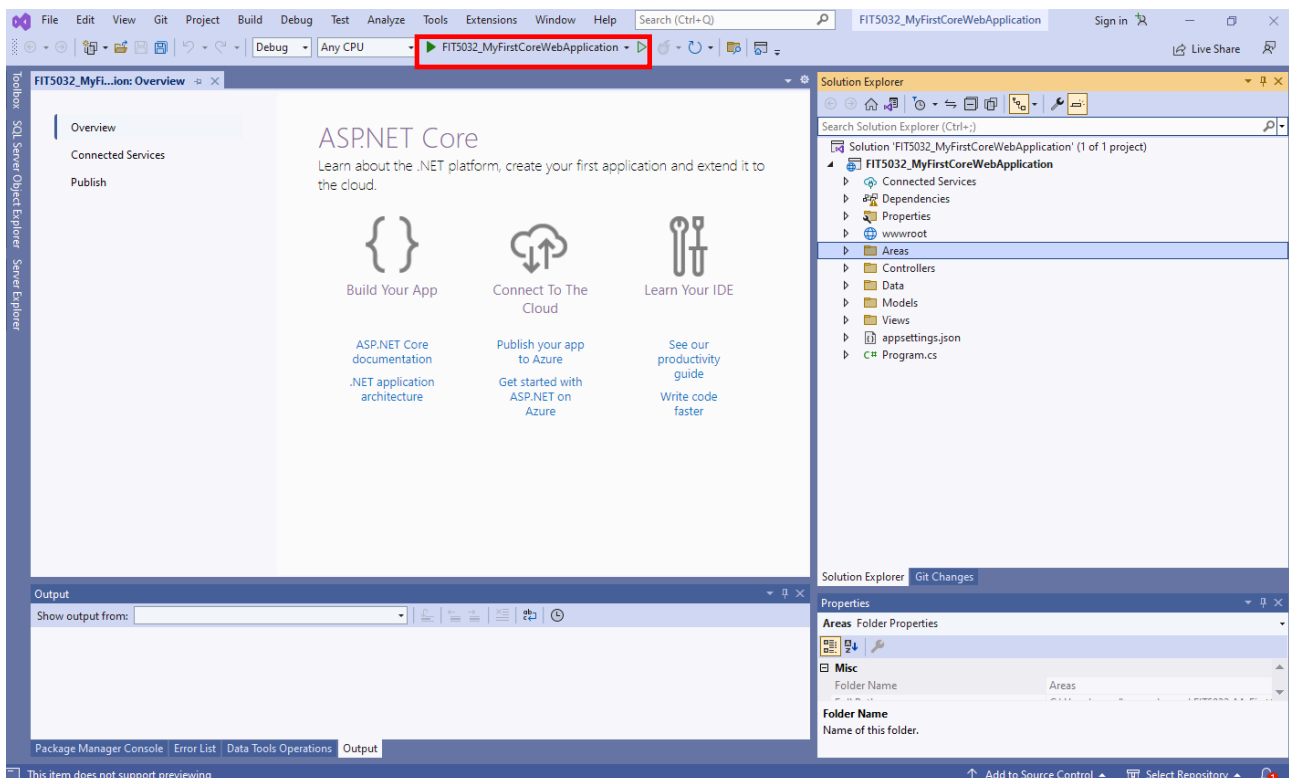 File Edit View Git Project Build Debug Test Analyze Tools Extensions Window Help Search (Ctrl+Q) FIT5032_MyFirstCoreWebApplication Sign in
Debug Any CPU FIT5032_MyFirstCoreWebApplication Live Share
Toolbox
SQL Server Object Explorer
Server Explorer
FIT5032_MyFi...ion: Overview
Overview
Connected Services
Publish
ASP.NET Core
Learn about the .NET platform, create your first application and extend it to
the cloud.
Build Your App
Connect To The
Cloud
Learn Your IDE
ASP.NET Core
documentation
.NET application
architecture
Publish your app
to Azure
Get started with
ASP.NET on
Azure
See our
productivity
guide
Write code
faster
Output
Show output from:
Package Manager Console Error List Data Tools Operations Output
Solution Explorer
Search Solution Explorer (Ctrl+;)
Solution 'FIT5032_MyFirstCoreWebApplication' (1 of 1 project)
FIT5032_MyFirstCoreWebApplication
Connected Services
Dependencies
Properties
wwwroot
Areas
Controllers
Data
Models
Views
appsettings.json
C# Program.cs
Solution Explorer Git Changes
Properties
Areas Folder Properties
Misc
Folder Name Areas
Folder Name
Name of this folder.
This item does not support previewing Add to Source Control Select Repository